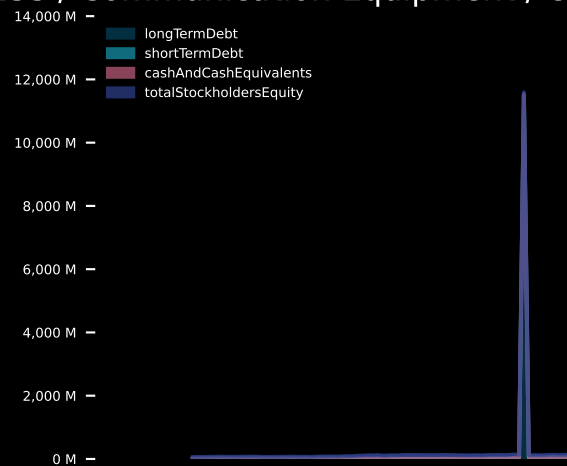 14,000 M
longTermDebt
shortTermDebt
cashAndCashEquivalents
totalStockholdersEquity
12,000 M
10,000 M
8,000 M
6,000 M
4,000 M
2,000 M
0 M